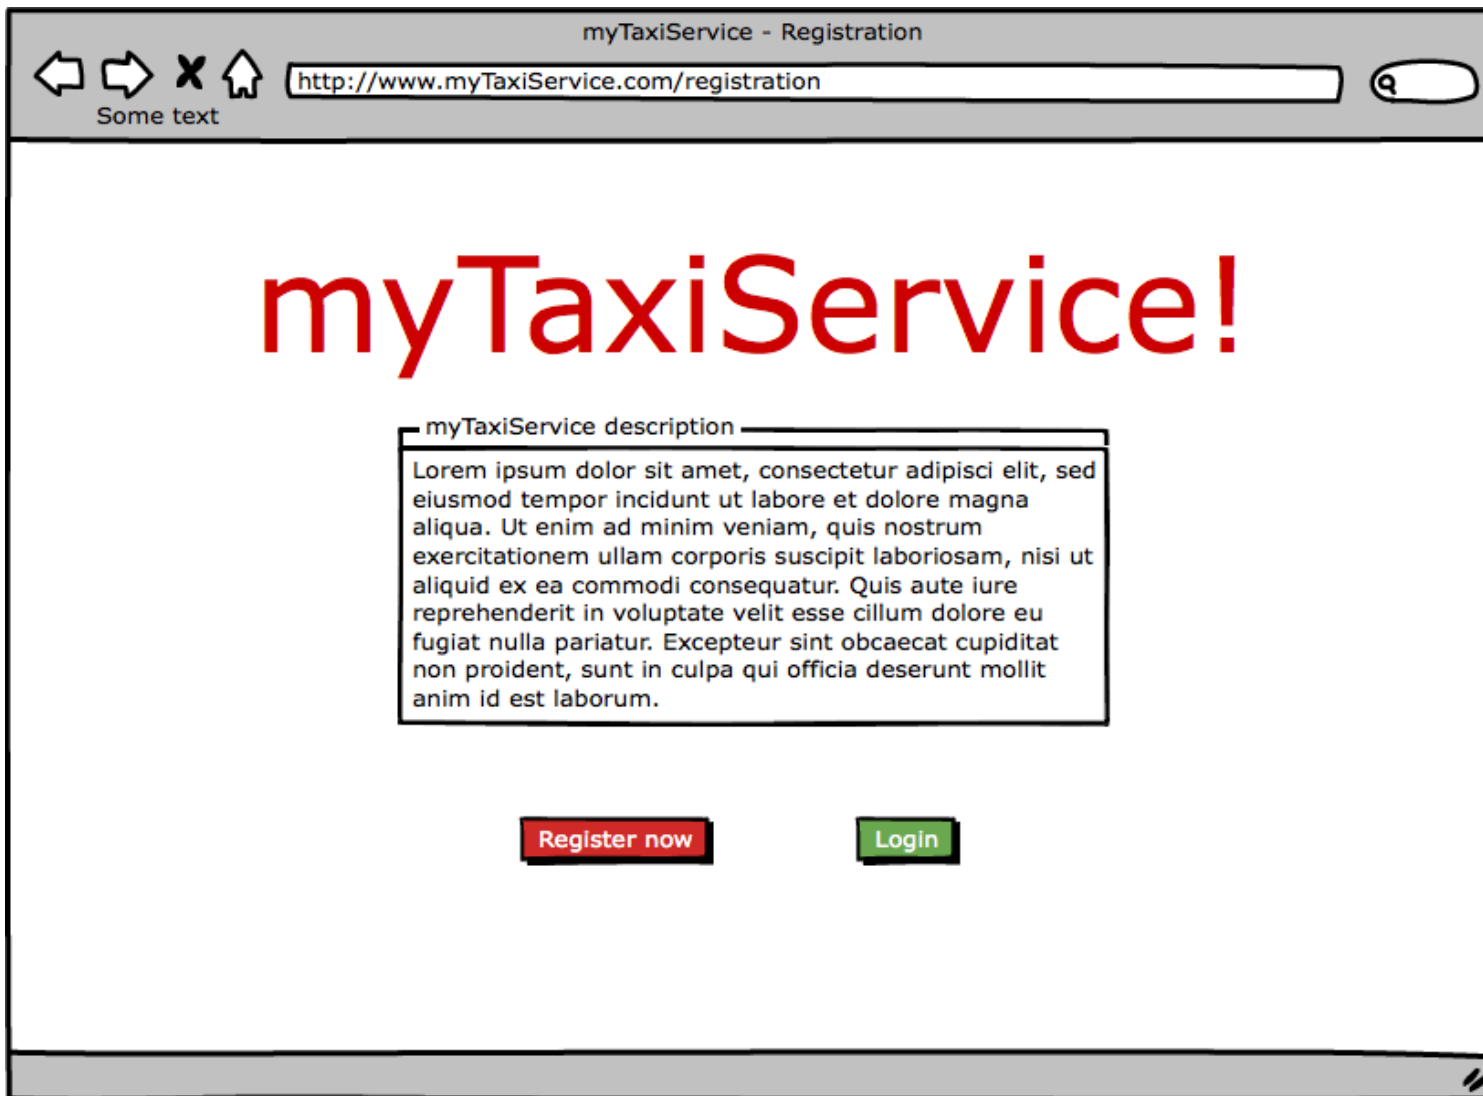 myTaxiService - Registration
http://www.myTaxiService.com/registration
Some text
myTaxiService!
myTaxiService description
Lorem ipsum dolor sit amet, consectetur adipisci elit, sed
eiusmod tempor incidunt ut labore et dolore magna
aliqua. Ut enim ad minim veniam, quis nostrum
exercitationem ullam corporis suscipit laboriosam, nisi ut
aliquid ex ea commodi consequatur. Quis aute iure
reprehenderit in voluptate velit esse cillum dolore eu
fugiat nulla pariatur. Excepteur sint obcaecat cupiditat
non proident, sunt in culpa qui officia deserunt mollit
anim id est laborum.
Register now
Login